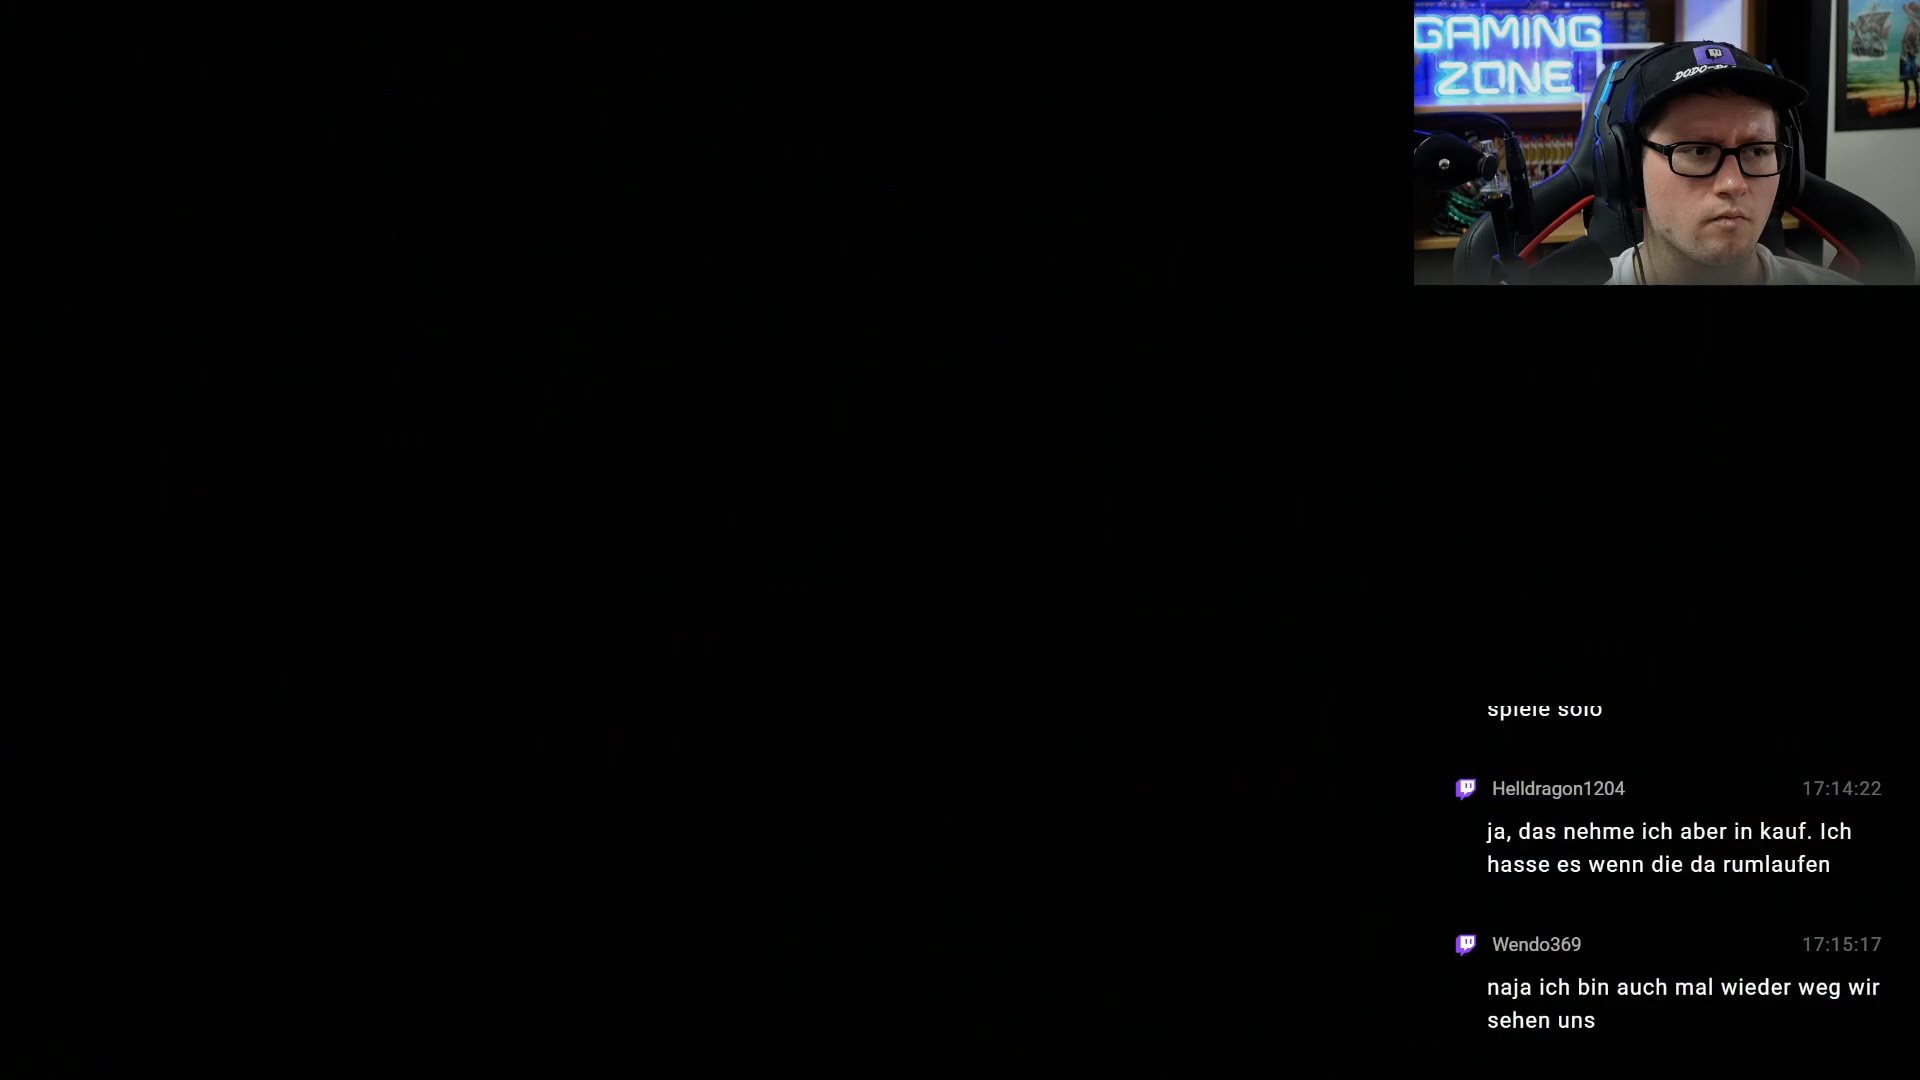 GAMING
ZONE
spiele solo
Helldragon1204 17:14:22
ja, das nehme ich aber in kauf. Ich
hasse es wenn die da rumlaufen
Wendo369 17:15:17
naja ich bin auch mal wieder weg wir
sehen uns